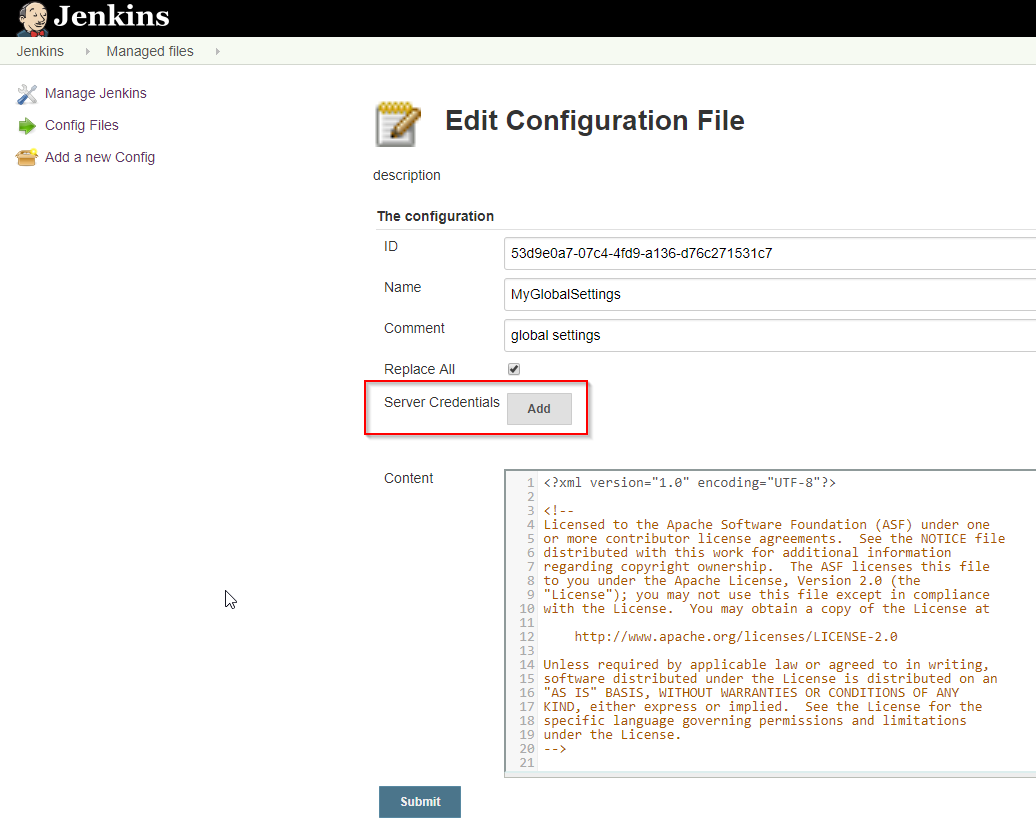 Jenkins
Jenkins Managed files
Manage Jenkins
Config Files
Add a new Config
Edit Configuration File
description
The configuration
ID 53d9e0a7-07c4-4fd9-a136-d76c271531c7
Name MyGlobalSettings
Comment global settings
Replace All
Server Credentials Add
Content
1 <?xml version="1.0" encoding="UTF-8"?>
2
3 <!--
4 Licensed to the Apache Software Foundation (ASF) under one
5 or more contributor license agreements.  See the NOTICE file
6 distributed with this work for additional information
7 regarding copyright ownership.  The ASF licenses this file
8 to you under the Apache License, Version 2.0 (the
9 "License"); you may not use this file except in compliance
10 with the License.  You may obtain a copy of the License at
11
12     http://www.apache.org/licenses/LICENSE-2.0
13
14 Unless required by applicable law or agreed to in writing,
15 software distributed under the License is distributed on an
16 "AS IS" BASIS, WITHOUT WARRANTIES OR CONDITIONS OF ANY
17 KIND, either express or implied.  See the License for the
18 specific language governing permissions and limitations
19 under the License.
20 -->
21
Submit